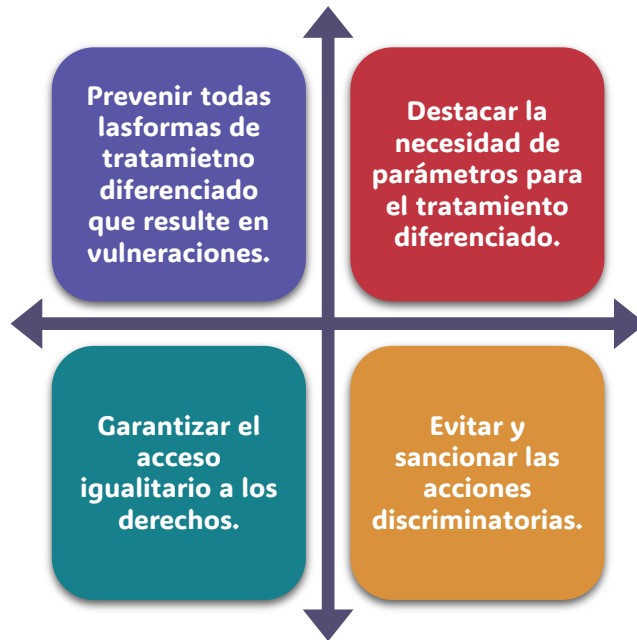 Prevenir todas
lasformas de
tratamietno
diferenciado
que resulte en
vulneraciones.
Destacar la
necesidad de
parámetros para
el tratamiento
diferenciado.
Garantizar el
acceso
igualitario a los
derechos.
Evitar y
sancionar las
acciones
discriminatorias.